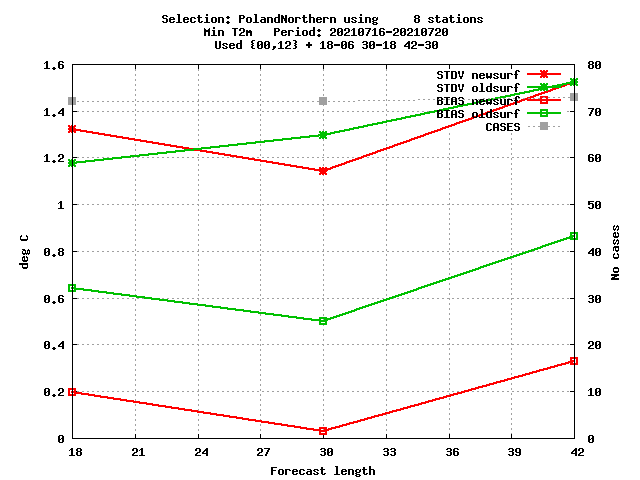 Selection: PolandNorthern using     8 stations
Min T2m   Period: 20210716-20210720
Used {00,12} + 18-06 30-18 42-30
STDV newsurf
STDV oldsurf
BIAS newsurf
BIAS oldsurf
CASES
1.6
1.4
1.2
1
0.8
0.6
0.4
0.2
0
deg C
80
70
60
50
40
30
20
10
0
No cases
18 21 24 27 30 33 36 39 42
Forecast length